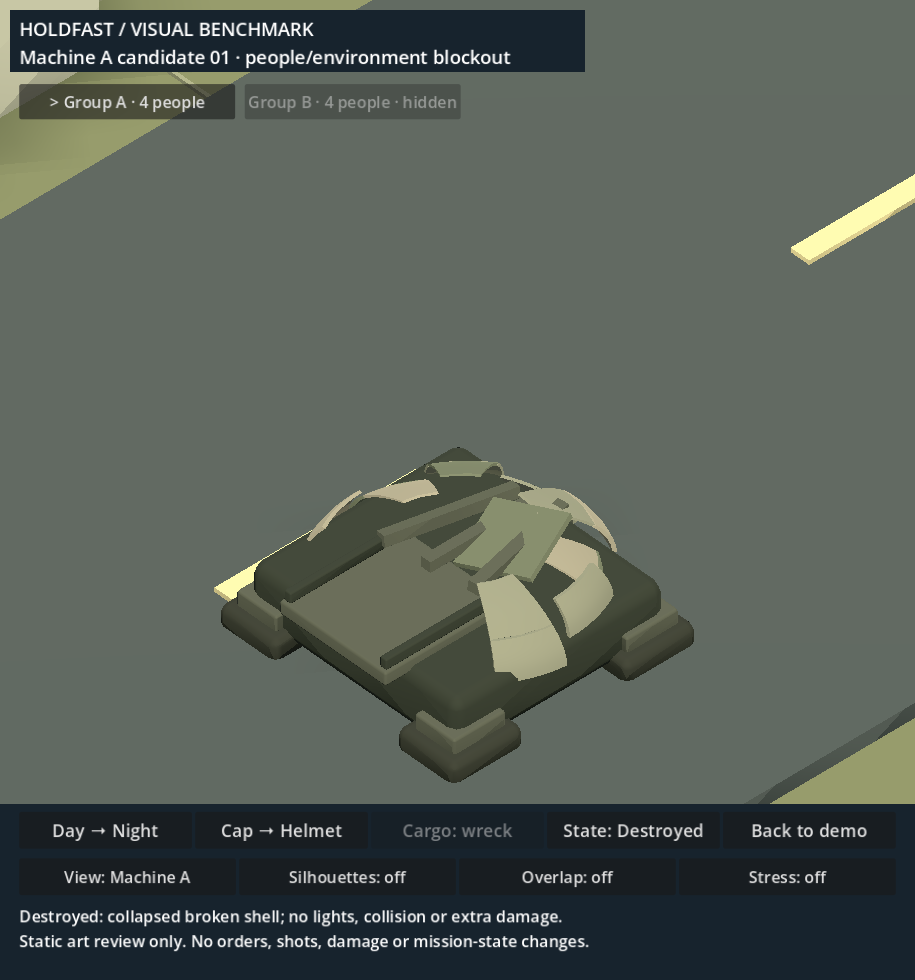 HOLDFAST / VISUAL BENCHMARK
Machine A candidate 01 · people/environment blockout
> Group A · 4 people
Group B · 4 people · hidden
Day → Night
Cap → Helmet
Cargo: wreck
State: Destroyed
Back to demo
View: Machine A
Silhouettes: off
Overlap: off
Stress: off
Destroyed: collapsed broken shell; no lights, collision or extra damage.
Static art review only. No orders, shots, damage or mission-state changes.